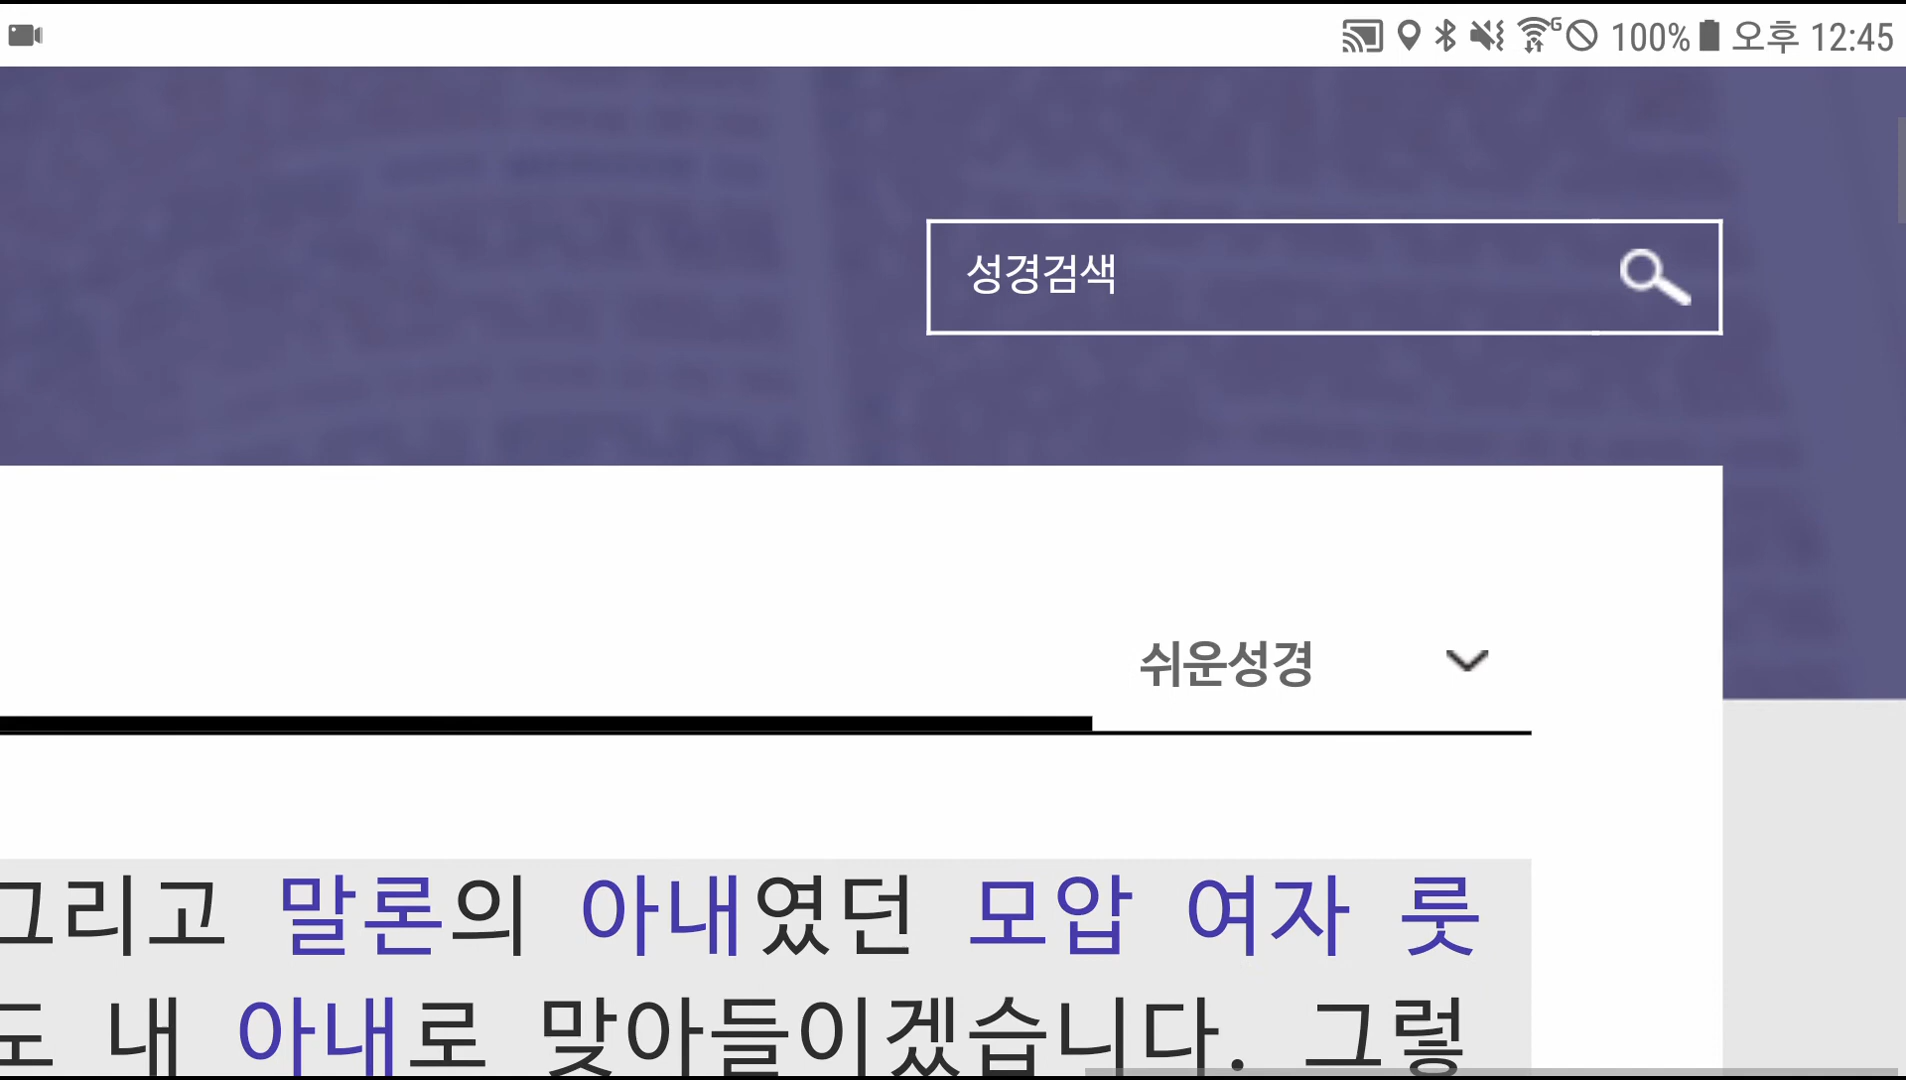 100% 오후 12:45
성경검색
쉬운성경
그리고 말론의 아내였던 모압 여자 룻
도 내 아내로 맞아들이겠습니다. 그렇